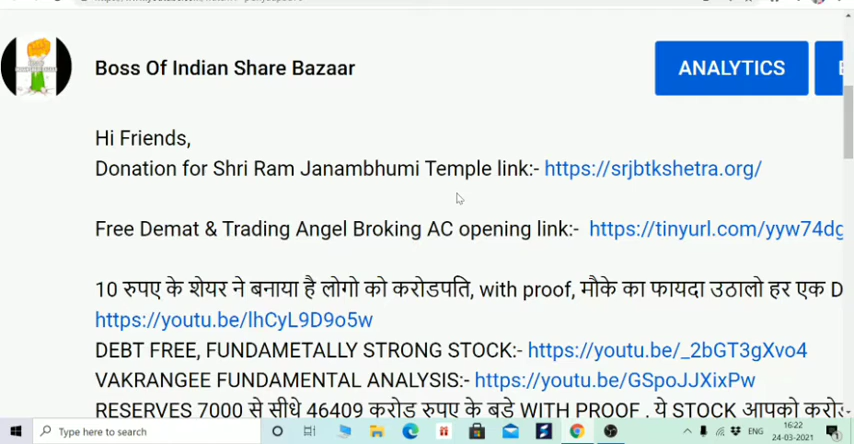 Boss Of Indian Share Bazaar
ANALYTICS
Hi Friends,
Donation for Shri Ram Janambhumi Temple link:- https://srjbtkshetra.org/
Free Demat & Trading Angel Broking AC opening link:- https://tinyurl.com/yyw74dg
10 रुपए के शेयर ने बनाया है लोगो को करोडपति, with proof, मौके का फायदा उठालो हर एक D
https://youtu.be/lhCyL9D9o5w
DEBT FREE, FUNDAMETALLY STRONG STOCK:- https://youtu.be/_2bGT3gXvo4
VAKRANGEE FUNDAMENTAL ANALYSIS:- https://youtu.be/GSpoJJXixPw
RESERVES 7000 से सीधे 46409 करोड रुपए के बडे WITH PROOF , ये STOCK आपको करोड
Type here to search
ENG
16:22
24-03-2021